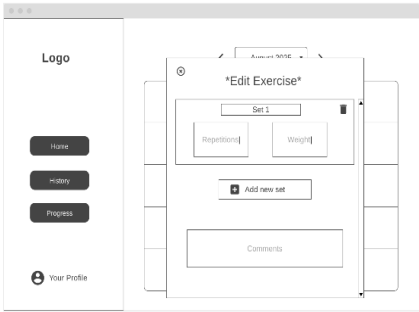 Logo
Home
History
Progress
Your Profile
August 2025
*Edit Exercise*
Set 1
Repetitions
Weight
Add new set
Comments